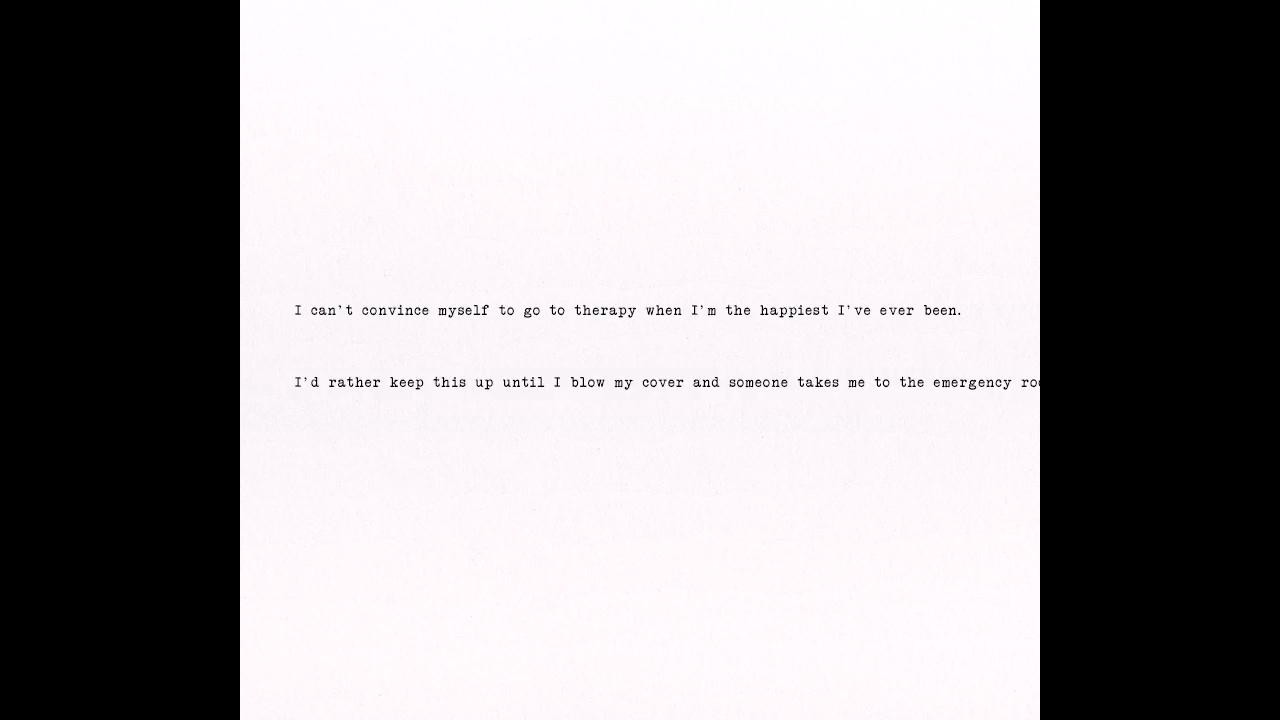 I can't convince myself to go to therapy when I'm the happiest I've ever been.
I'd rather keep this up until I blow my cover and someone takes me to the emergency